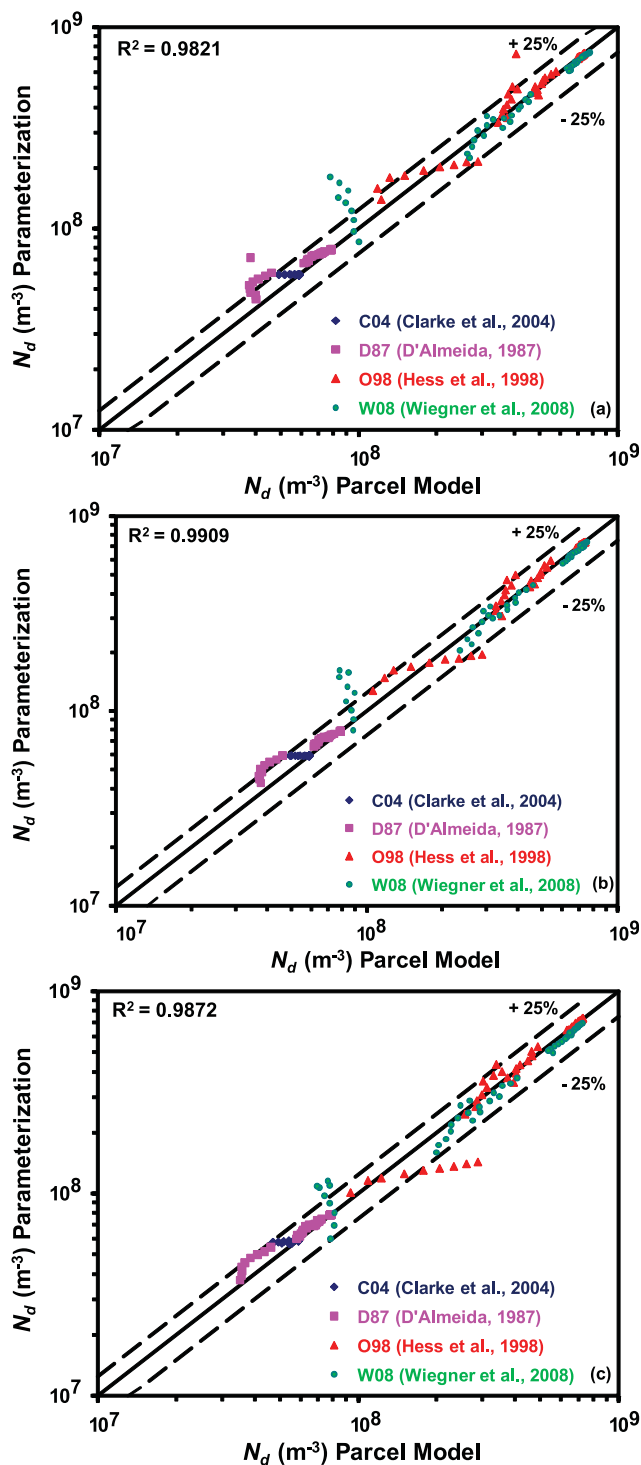 10⁹
R² = 0.9821
+ 25%
- 25%
N_d (m⁻³) Parameterization
10⁸
C04 (Clarke et al., 2004)
D87 (D'Almeida, 1987)
O98 (Hess et al., 1998)
W08 (Wiegner et al., 2008)
(a)
10⁷
10⁷
10⁸
10⁹
N_d (m⁻³) Parcel Model
10⁹
R² = 0.9909
+ 25%
- 25%
N_d (m⁻³) Parameterization
10⁸
C04 (Clarke et al., 2004)
D87 (D'Almeida, 1987)
O98 (Hess et al., 1998)
W08 (Wiegner et al., 2008)
(b)
10⁷
10⁷
10⁸
10⁹
N_d (m⁻³) Parcel Model
10⁹
R² = 0.9872
+ 25%
- 25%
N_d (m⁻³) Parameterization
10⁸
C04 (Clarke et al., 2004)
D87 (D'Almeida, 1987)
O98 (Hess et al., 1998)
W08 (Wiegner et al., 2008)
(c)
10⁷
10⁷
10⁸
10⁹
N_d (m⁻³) Parcel Model